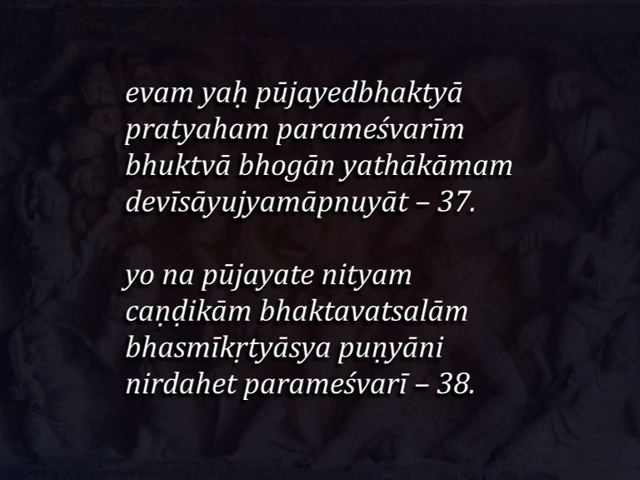 evam yaḥ pūjayedbhaktyā
pratyaham parameśvarīm
bhuktvā bhogān yathākāmam
devīsāyujyamāpnuyāt – 37.
yo na pūjayate nityam
caṇḍikām bhaktavatsalām
bhasmīkṛtyāsya puṇyāni
nirdahet parameśvarī – 38.